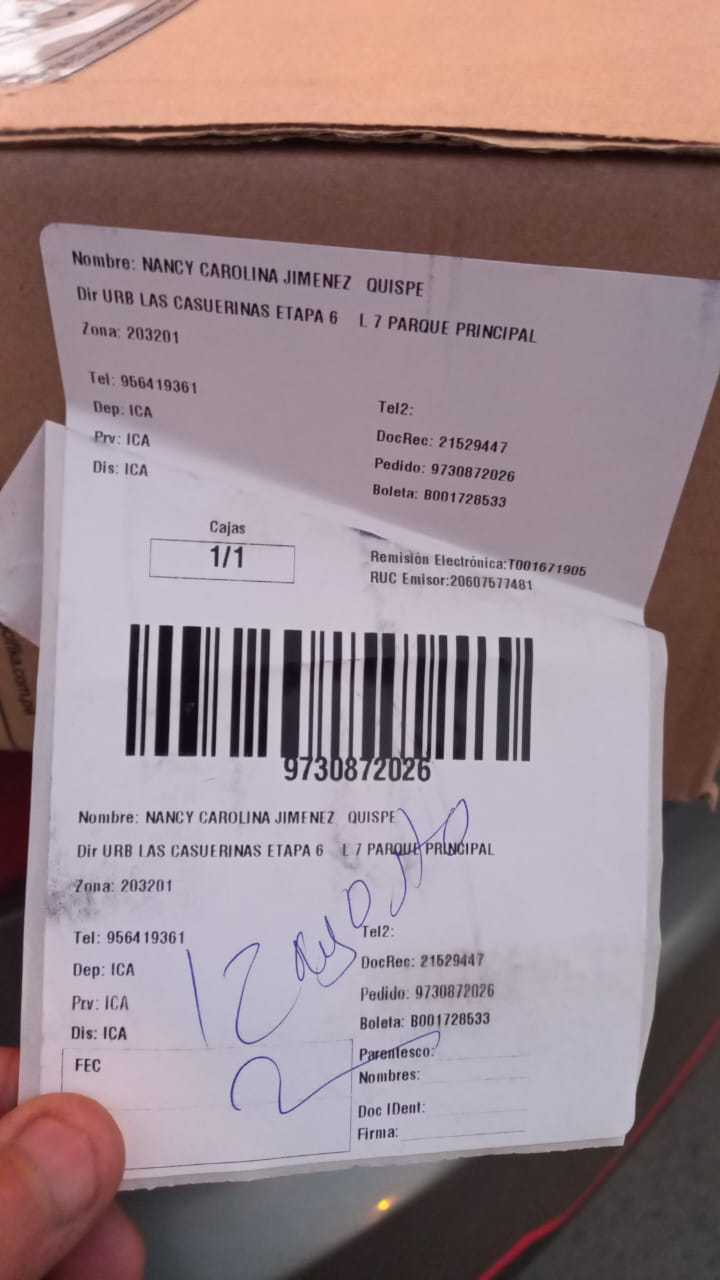 Nombre: NANCY CAROLINA JIMENEZ QUISPE
Dir URB LAS CASUERINAS ETAPA 6 L 7 PARQUE PRINCIPAL
Zona: 203201
Tel: 956419361
Tel2:
Dep: ICA
DocRec: 21529447
Prv: ICA
Pedido: 9730872026
Dis: ICA
Boleta: B001728533
Cajas
1/1
Remisión Electrónica:T001671905
RUC Emisor:20607577481
9730872026
Nombre: NANCY CAROLINA JIMENEZ QUISPE
Dir URB LAS CASUERINAS ETAPA 6 L 7 PARQUE PRINCIPAL
Zona: 203201
Tel: 956419361
Tel2:
Dep: ICA
DocRec: 21529447
Prv: ICA
Pedido: 9730872026
Dis: ICA
Boleta: B001728533
FEC
Parentesco:
Nombres:
Doc IDent:
Firma: